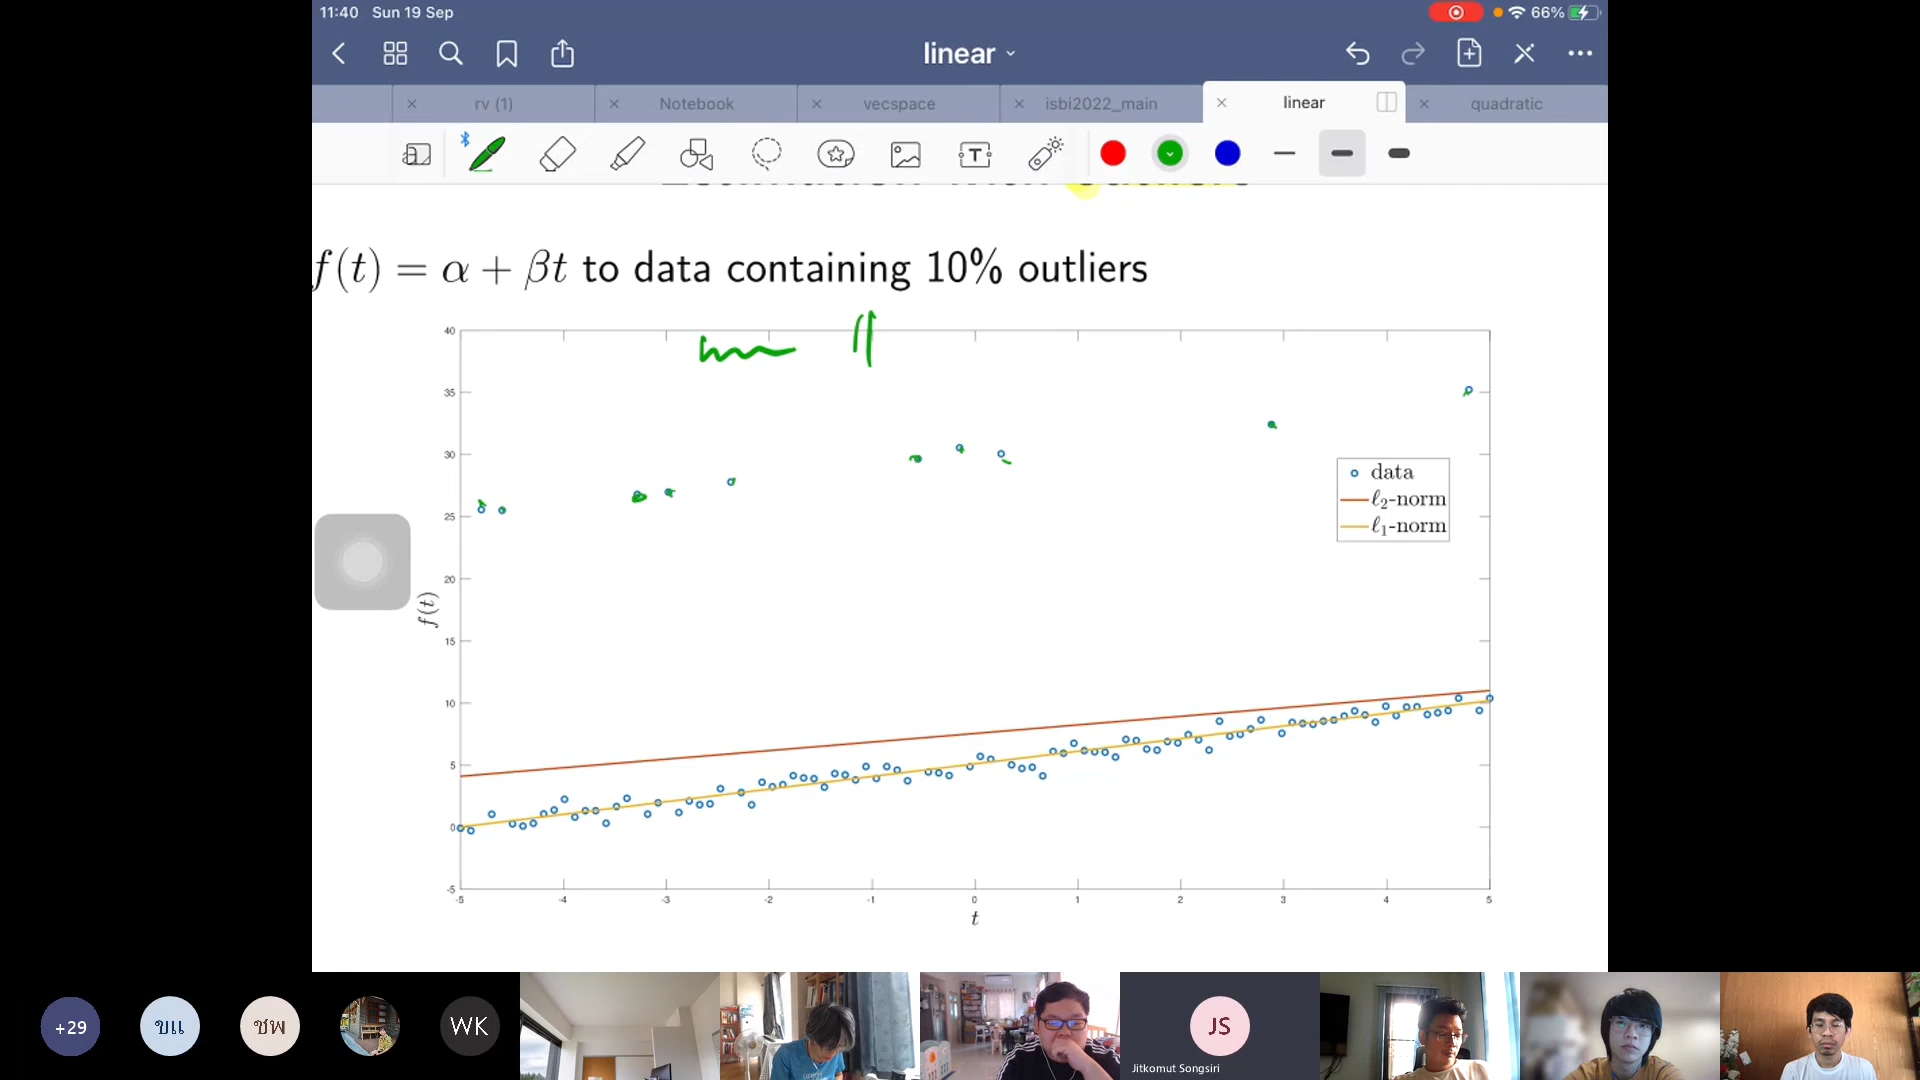 11:40 Sun 19 Sep
66%
linear
rv (1)
Notebook
vecspace
isbi2022_main
linear
quadratic
f(t) = α + βt to data containing 10% outliers
40
35
30
25
20
15
10
5
0
-5
f(t)
data
ℓ₂-norm
ℓ₁-norm
-5 -4 -3 -2 -1 0 1 2 3 4 5
t
+29
ขแ
ชพ
WK
JS
Jitkomut Songsiri